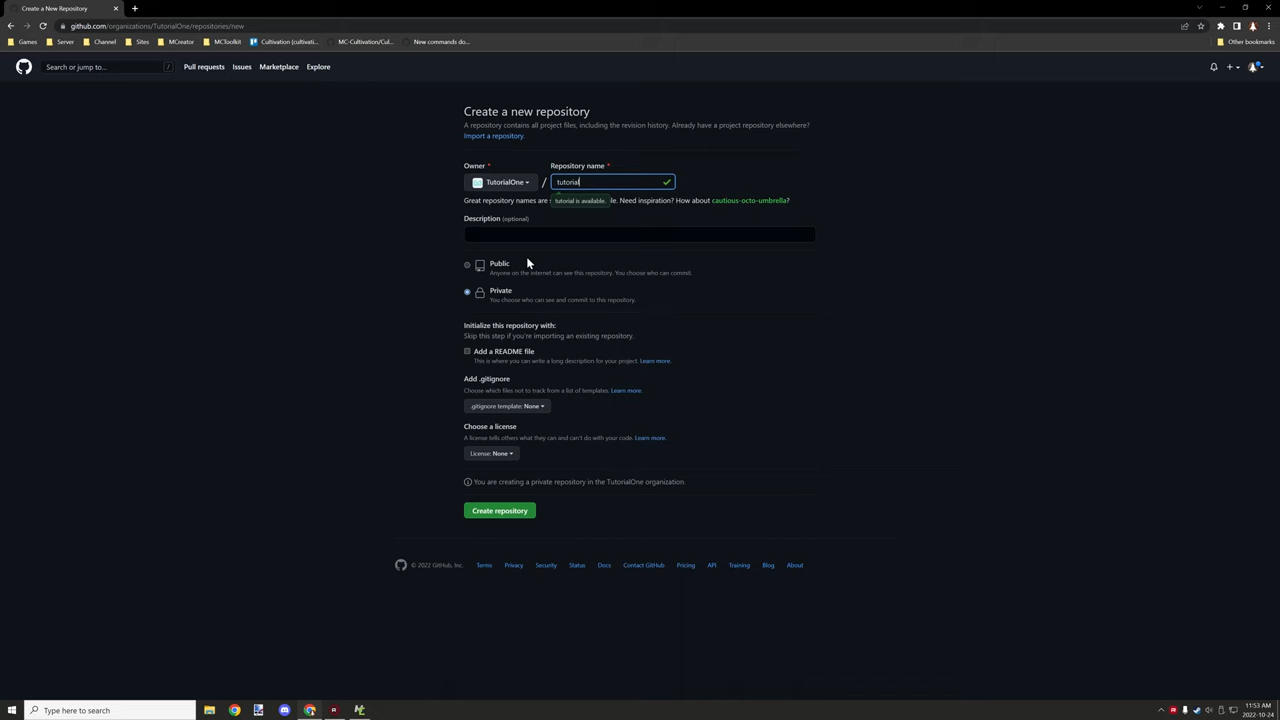 Create a New Repository
github.com/organizations/TutorialOne/repositories/new
Games
Server
Channel
Sites
MCreator
MCToolkit
Cultivation (cultivati...
MC-Cultivation/Cul...
New commands do...
Other bookmarks
Search or jump to...
/
Pull requests
Issues
Marketplace
Explore
Create a new repository
A repository contains all project files, including the revision history. Already have a project repository elsewhere?
Import a repository.
Owner *
Repository name *
TutorialOne
/
tutorial
Great repository names are s
tutorial is available.
le. Need inspiration? How about cautious-octo-umbrella?
Description (optional)
Public
Anyone on the internet can see this repository. You choose who can commit.
Private
You choose who can see and commit to this repository.
Initialize this repository with:
Skip this step if you're importing an existing repository.
Add a README file
This is where you can write a long description for your project. Learn more.
Add .gitignore
Choose which files not to track from a list of templates. Learn more.
.gitignore template: None
Choose a license
A license tells others what they can and can't do with your code. Learn more.
License: None
You are creating a private repository in the TutorialOne organization.
Create repository
© 2022 GitHub, Inc.
Terms
Privacy
Security
Status
Docs
Contact GitHub
Pricing
API
Training
Blog
About
Type here to search
11:53 AM
2022-10-24